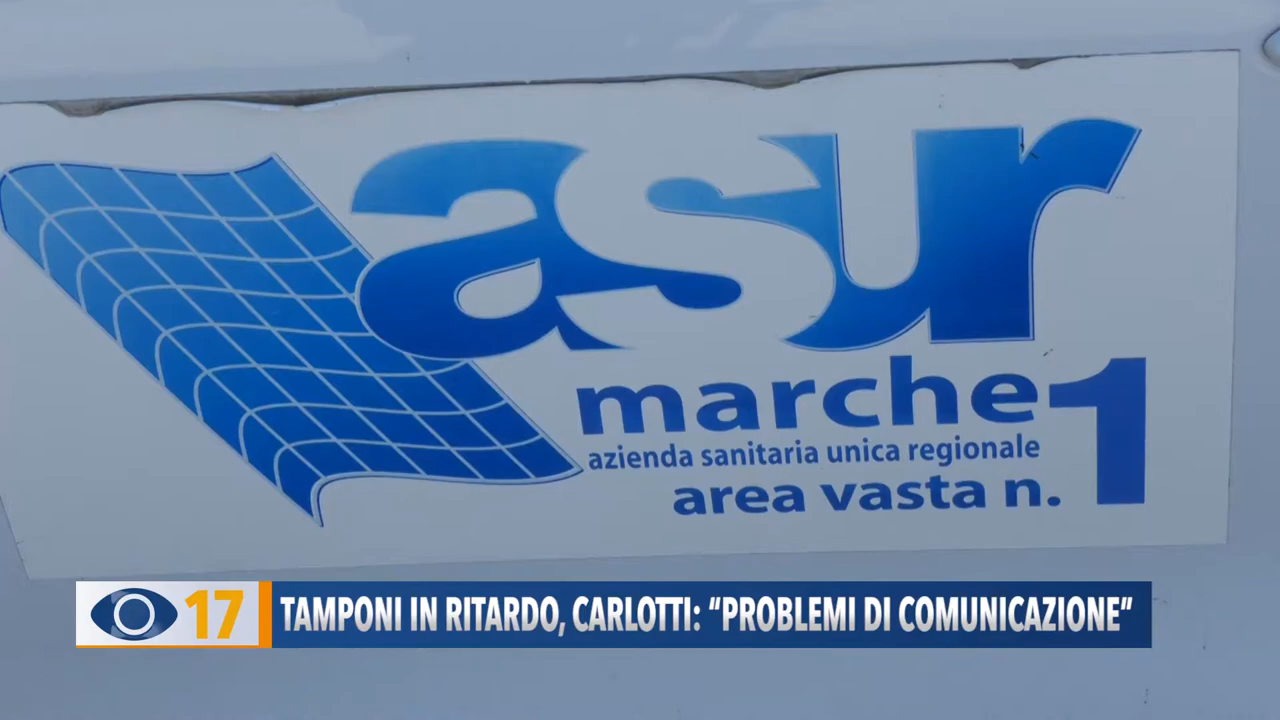 asur
marche 1
azienda sanitaria unica regionale
area vasta n.
17 TAMPONI IN RITARDO, CARLOTTI: “PROBLEMI DI COMUNICAZIONE”